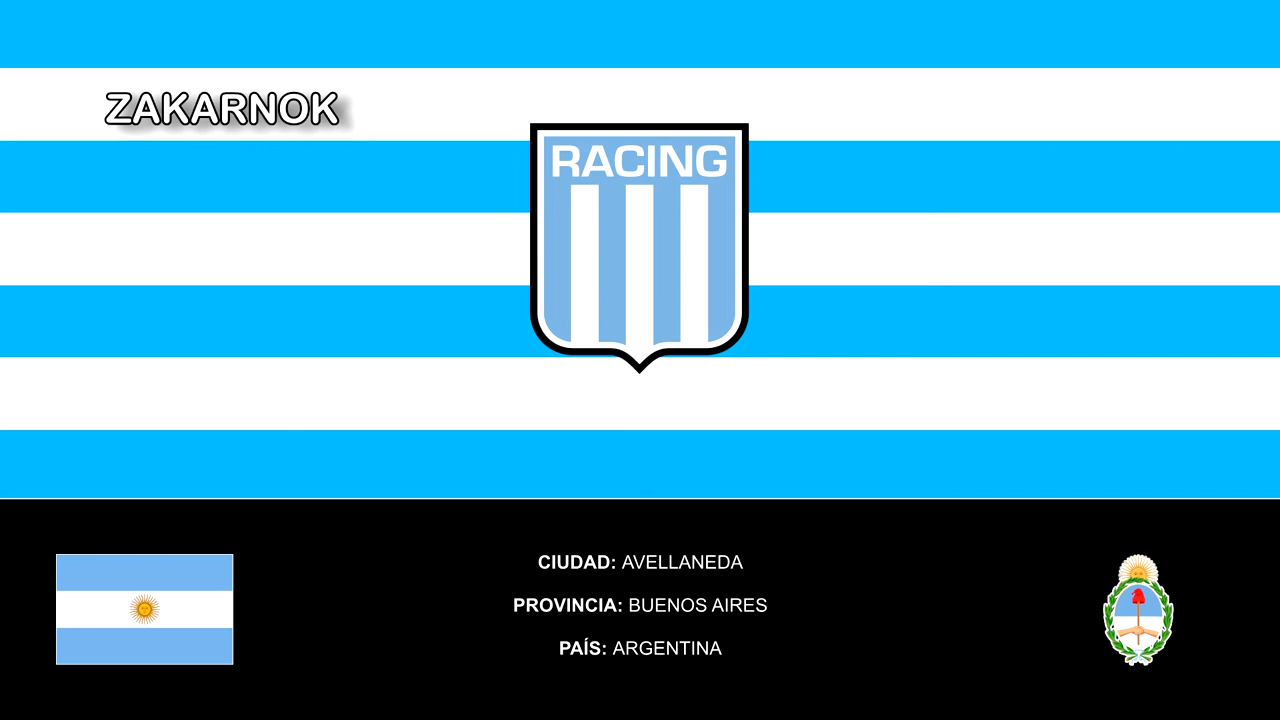 ZAKARNOK
RACING
CIUDAD: AVELLANEDA
PROVINCIA: BUENOS AIRES
PAÍS: ARGENTINA